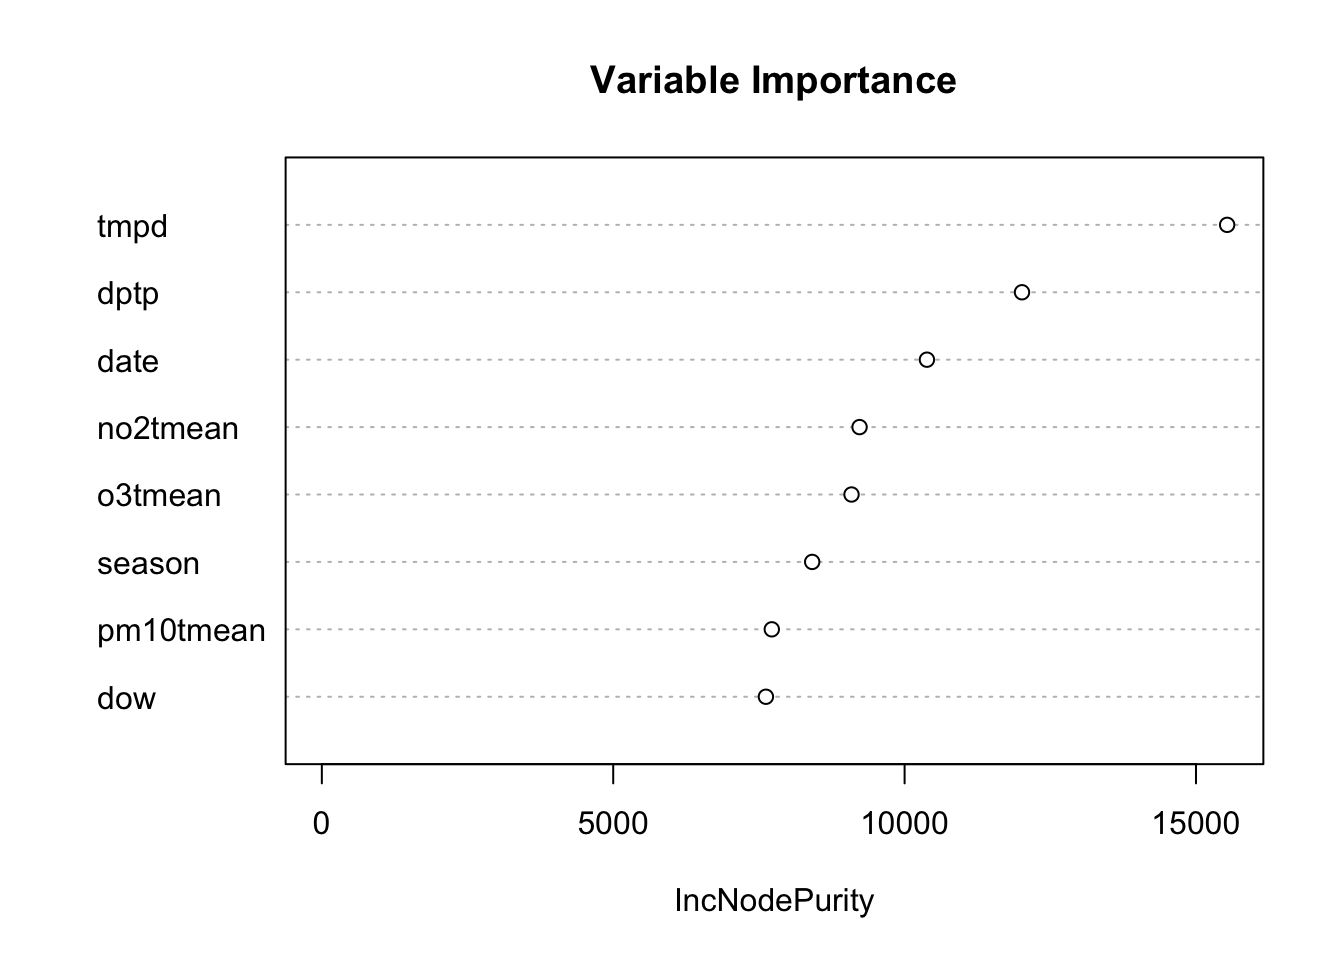 Variable Importance
tmpd
dptp
date
no2tmean
o3tmean
season
pm10tmean
dow
0 5000 10000 15000
IncNodePurity